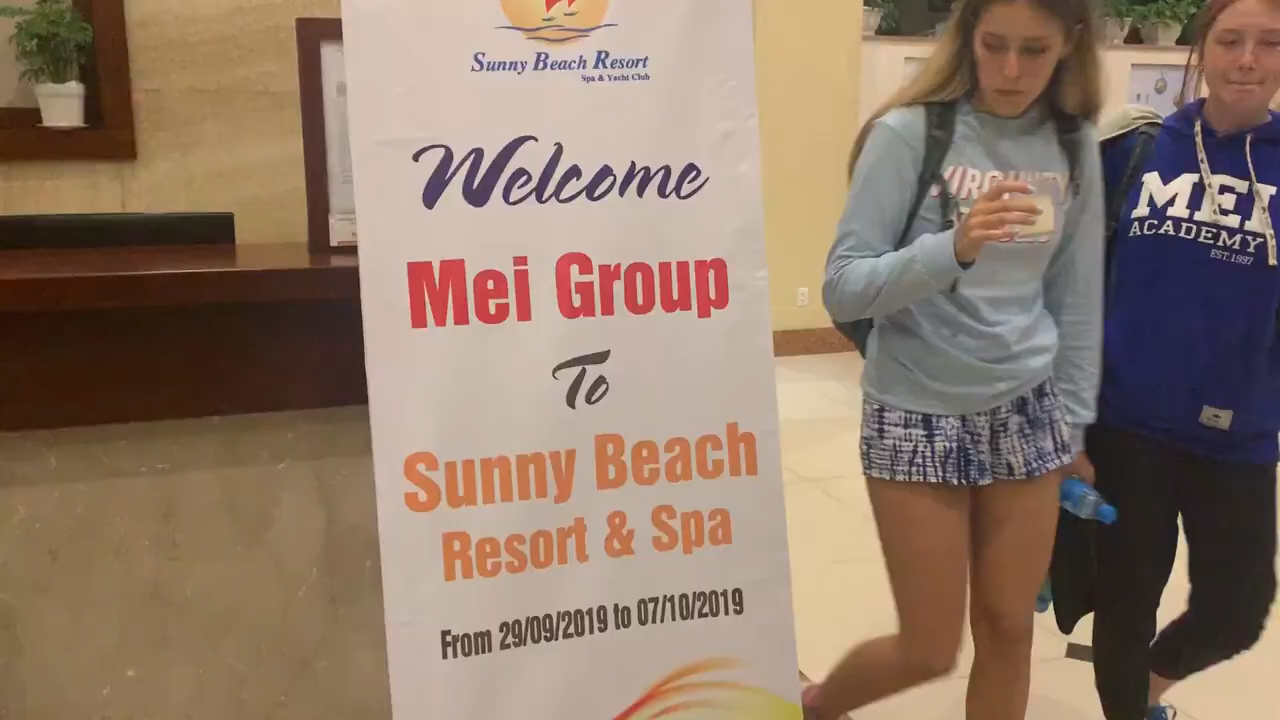 Sunny Beach Resort
Spa & Yacht Club
Welcome
Mei Group
To
Sunny Beach
Resort & Spa
From 29/09/2019 to 07/10/2019
MEI
ACADEMY
EST. 1997